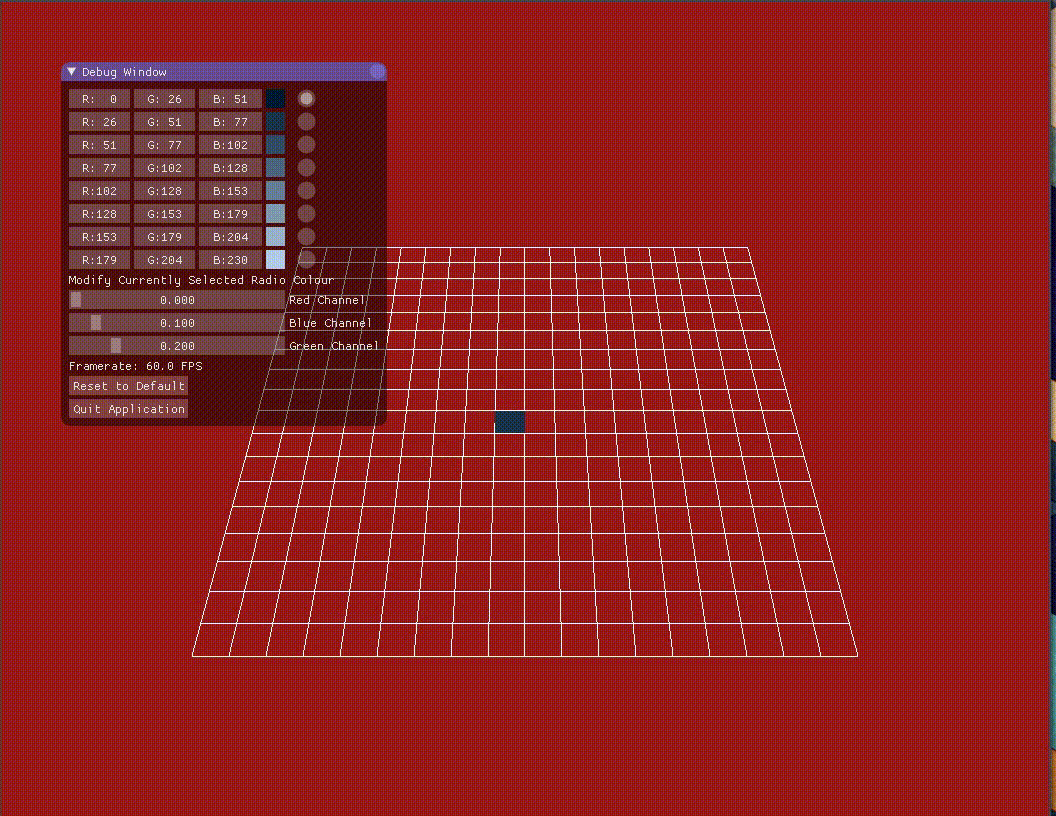 Debug Window
R:  0 G: 26 B: 51
R: 26 G: 51 B: 77
R: 51 G: 77 B:102
R: 77 G:102 B:128
R:102 G:128 B:153
R:128 G:153 B:179
R:153 G:179 B:204
R:179 G:204 B:230
Modify Currently Selected Radio Colour
0.000 Red Channel
0.100 Blue Channel
0.200 Green Channel
Framerate: 60.0 FPS
Reset to Default
Quit Application